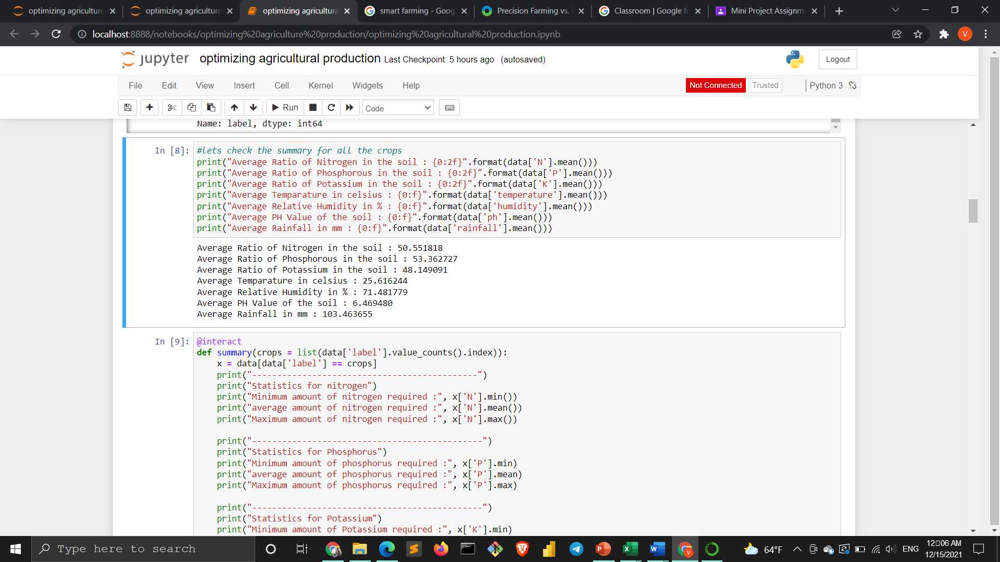 optimizing agriculture
optimizing agriculture
optimizing agricultura
smart farming - Goog
Precision Farming vs.
Classroom | Google fo
Mini Project Assignm
localhost:8888/notebooks/optimizing%20agriculture%20production/optimizing%20agricultural%20production.ipynb
V
jupyter optimizing agricultural production Last Checkpoint: 5 hours ago (autosaved)
Logout
File Edit View Insert Cell Kernel Widgets Help
Not Connected Trusted Python 3
Run Code
Name: label, dtype: int64
In [8]: #lets check the summary for all the crops
print("Average Ratio of Nitrogen in the soil : {0:2f}".format(data['N'].mean()))
print("Average Ratio of Phosphorous in the soil : {0:2f}".format(data['P'].mean()))
print("Average Ratio of Potassium in the soil : {0:2f}".format(data['K'].mean()))
print("Average Temparature in celsius : {0:f}".format(data['temperature'].mean()))
print("Average Relative Humidity in % : {0:f}".format(data['humidity'].mean()))
print("Average PH Value of the soil : {0:f}".format(data['ph'].mean()))
print("Average Rainfall in mm : {0:f}".format(data['rainfall'].mean()))
Average Ratio of Nitrogen in the soil : 50.551818
Average Ratio of Phosphorous in the soil : 53.362727
Average Ratio of Potassium in the soil : 48.149091
Average Temparature in celsius : 25.616244
Average Relative Humidity in % : 71.481779
Average PH Value of the soil : 6.469480
Average Rainfall in mm : 103.463655
In [9]: @interact
def summary(crops = list(data['label'].value_counts().index)):
x = data[data['label'] == crops]
print("---------------------------------------------")
print("Statistics for nitrogen")
print("Minimum amount of nitrogen required :", x['N'].min())
print("average amount of nitrogen required :", x['N'].mean())
print("Maximum amount of nitrogen required :", x['N'].max())
print("----------------------------------------------")
print("Statistics for Phosphorus")
print("Minimum amount of phosphorus required :", x['P'].min)
print("average amount of phosphorus required :", x['P'].mean)
print("Maximum amount of phosphorus required :", x['P'].max)
print("----------------------------------------------")
print("Statistics for Potassium")
print("Minimum amount of Potassium required :", x['K'].min)
Type here to search
64°F
ENG
12:06 AM
12/15/2021